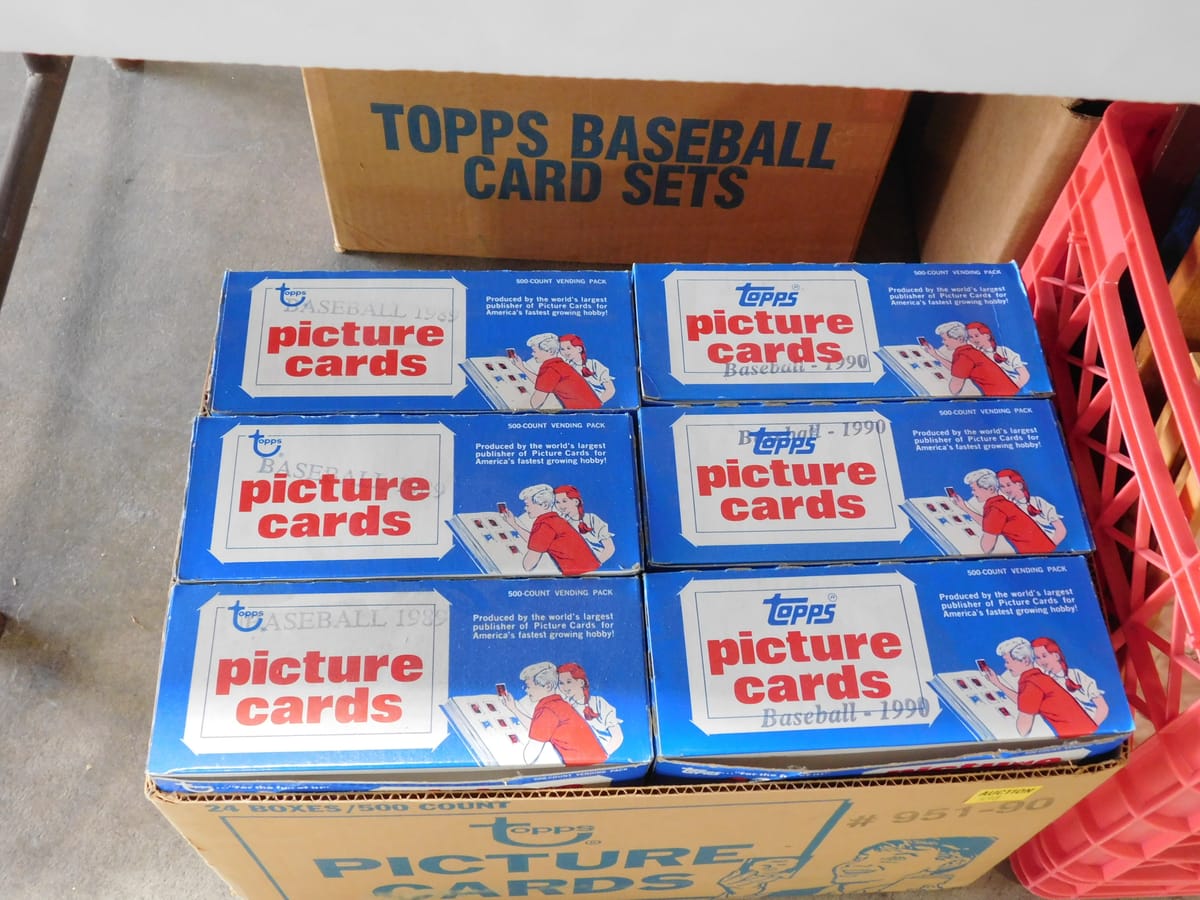 TOPPS BASEBALL
CARD SETS
500-COUNT VENDING PACK
topps
BASEBALL 1989
picture
cards
Produced by the world's largest
publisher of Picture Cards for
America's fastest growing hobby!
500-COUNT VENDING PACK
Topps®
picture
cards
Baseball - 1990
Produced by the world's largest
publisher of Picture Cards for
America's fastest growing hobby!
500-COUNT VENDING PACK
topps
BASEBALL
picture
cards
Produced by the world's largest
publisher of Picture Cards for
America's fastest growing hobby!
500-COUNT VENDING PACK
Baseball - 1990
Topps
picture
cards
Produced by the world's largest
publisher of Picture Cards for
America's fastest growing hobby!
500-COUNT VENDING PACK
topps
BASEBALL 1989
picture
cards
Produced by the world's largest
publisher of Picture Cards for
America's fastest growing hobby!
500-COUNT VENDING PACK
Topps®
picture
cards
Baseball - 1990
Produced by the world's largest
publisher of Picture Cards for
America's fastest growing hobby!
24 BOXES/500 COUNT
topps®
PICTURE
CARDS
# 951-90
AUCTION